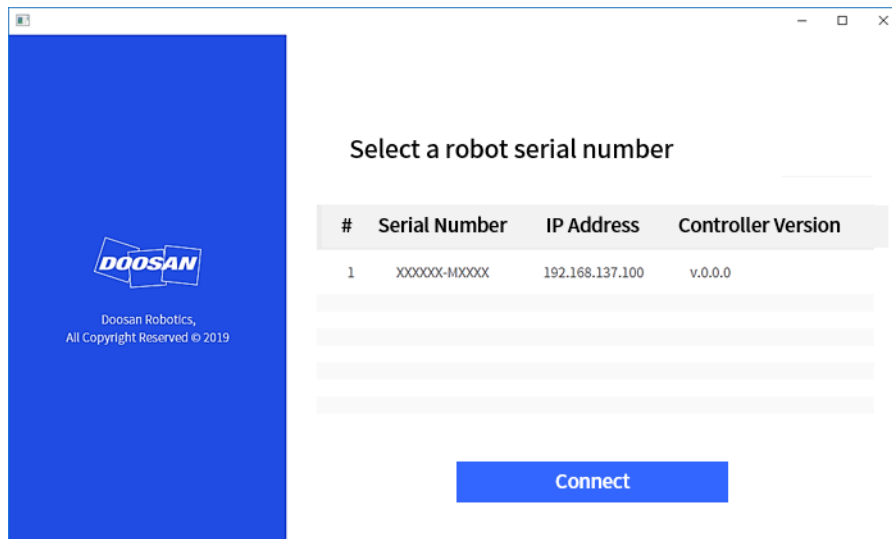 DOOSAN
Doosan Robotics,
All Copyright Reserved © 2019
Select a robot serial number
# Serial Number IP Address Controller Version
1 XXXXXX-MXXXX 192.168.137.100 v.0.0.0
Connect